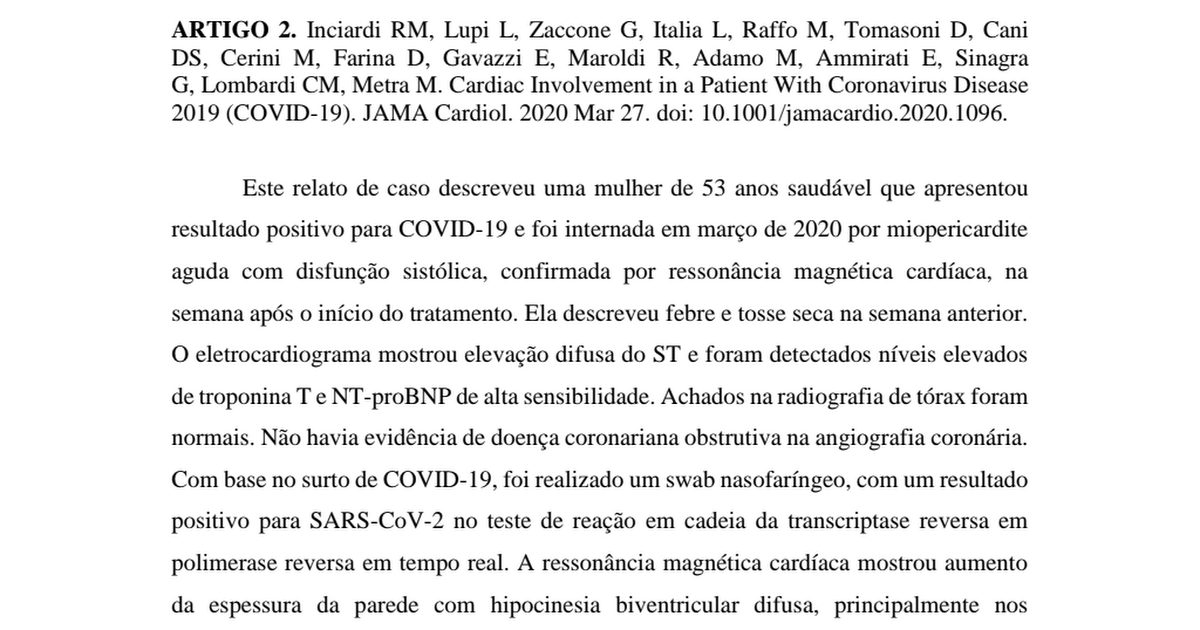 ARTIGO 2. Inciardi RM, Lupi L, Zaccone G, Italia L, Raffo M, Tomasoni D, Cani
DS, Cerini M, Farina D, Gavazzi E, Maroldi R, Adamo M, Ammirati E, Sinagra
G, Lombardi CM, Metra M. Cardiac Involvement in a Patient With Coronavirus Disease
2019 (COVID-19). JAMA Cardiol. 2020 Mar 27. doi: 10.1001/jamacardio.2020.1096.
Este relato de caso descreveu uma mulher de 53 anos saudável que apresentou
resultado positivo para COVID-19 e foi internada em março de 2020 por miopericardite
aguda com disfunção sistólica, confirmada por ressonância magnética cardíaca, na
semana após o início do tratamento. Ela descreveu febre e tosse seca na semana anterior.
O eletrocardiograma mostrou elevação difusa do ST e foram detectados níveis elevados
de troponina T e NT-proBNP de alta sensibilidade. Achados na radiografia de tórax foram
normais. Não havia evidência de doença coronariana obstrutiva na angiografia coronária.
Com base no surto de COVID-19, foi realizado um swab nasofaríngeo, com um resultado
positivo para SARS-CoV-2 no teste de reação em cadeia da transcriptase reversa em
polimerase reversa em tempo real. A ressonância magnética cardíaca mostrou aumento
da espessura da parede com hipocinesia biventricular difusa, principalmente nos